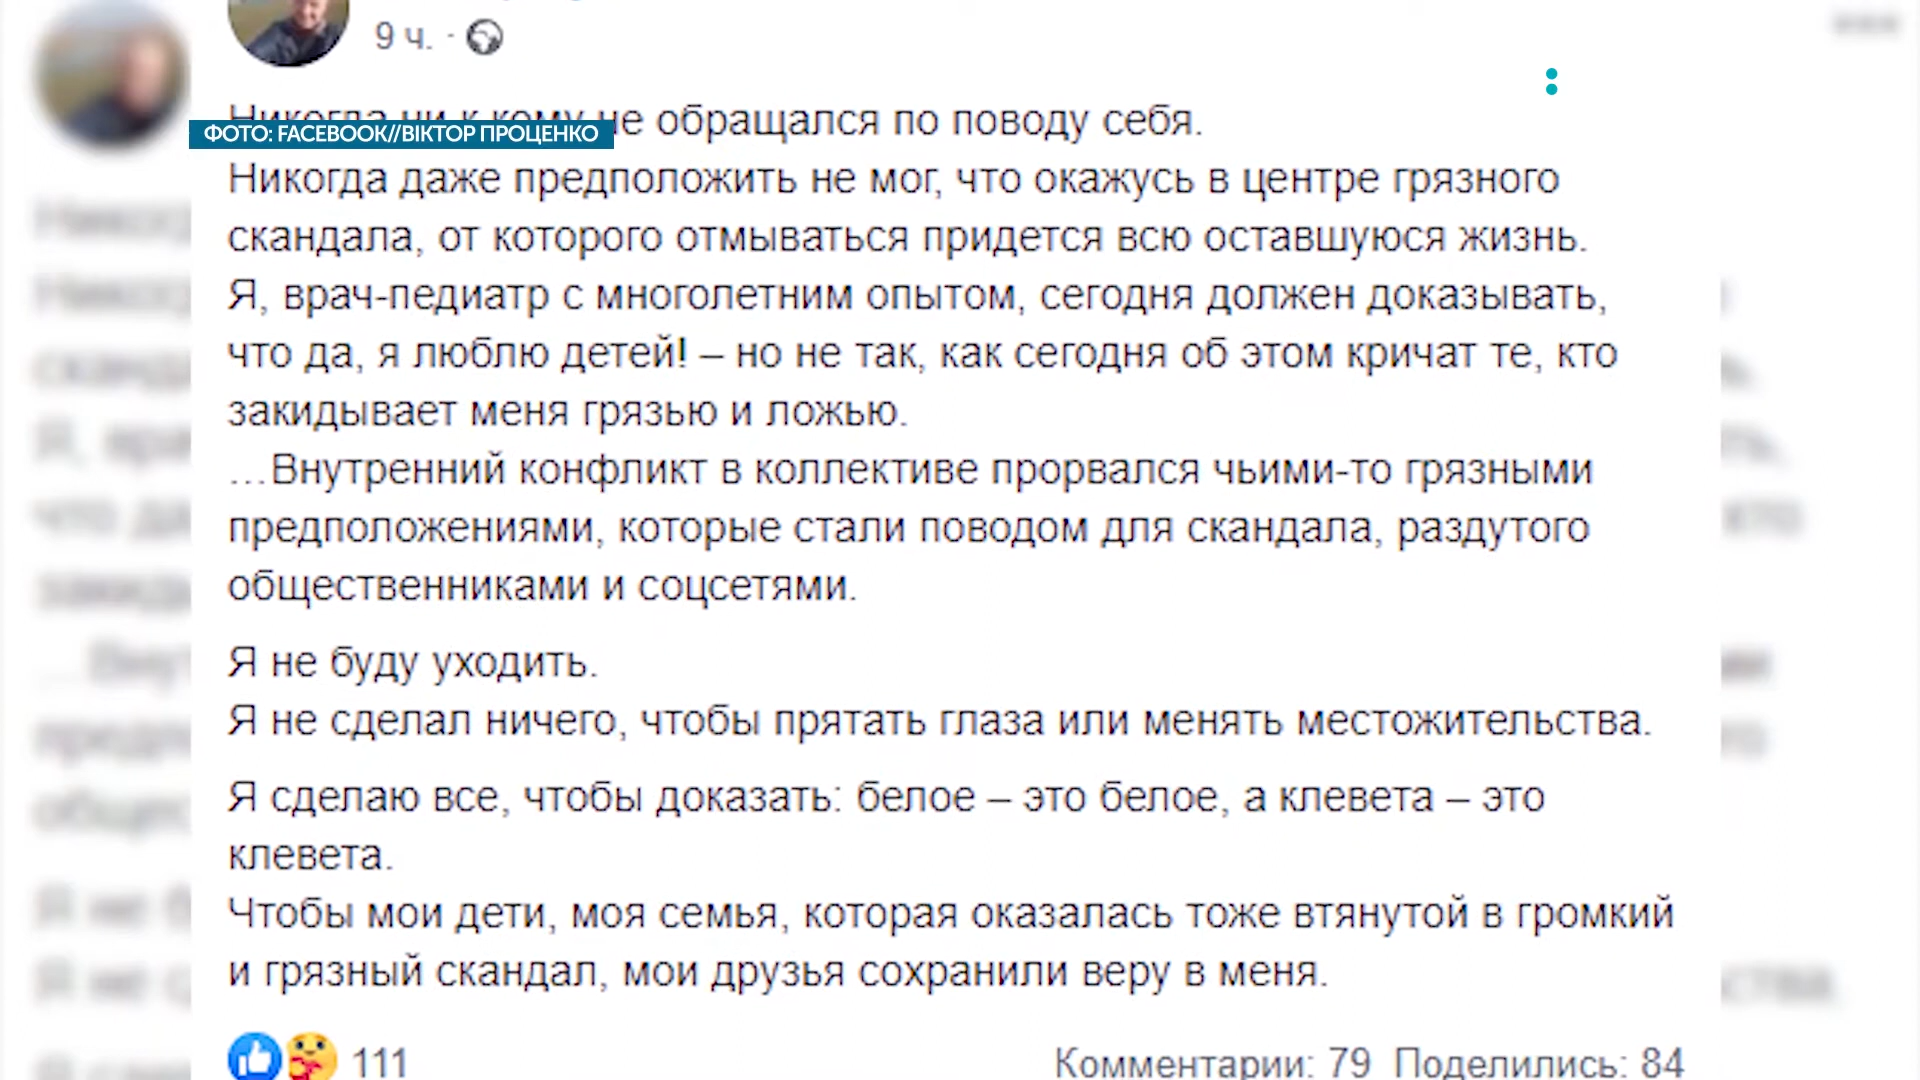 9 ч. ·
Никогда ни к кому не обращался по поводу себя.
ФОТО: FACEBOOK//ВІКТОР ПРОЦЕНКО
Никогда даже предположить не мог, что окажусь в центре грязного
скандала, от которого отмываться придется всю оставшуюся жизнь.
Я, врач-педиатр с многолетним опытом, сегодня должен доказывать,
что да, я люблю детей! – но не так, как сегодня об этом кричат те, кто
закидывает меня грязью и ложью.
…Внутренний конфликт в коллективе прорвался чьими-то грязными
предположениями, которые стали поводом для скандала, раздутого
общественниками и соцсетями.
Я не буду уходить.
Я не сделал ничего, чтобы прятать глаза или менять местожительства.
Я сделаю все, чтобы доказать: белое – это белое, а клевета – это
клевета.
Чтобы мои дети, моя семья, которая оказалась тоже втянутой в громкий
и грязный скандал, мои друзья сохранили веру в меня.
111 Комментарии: 79 Поделились: 84